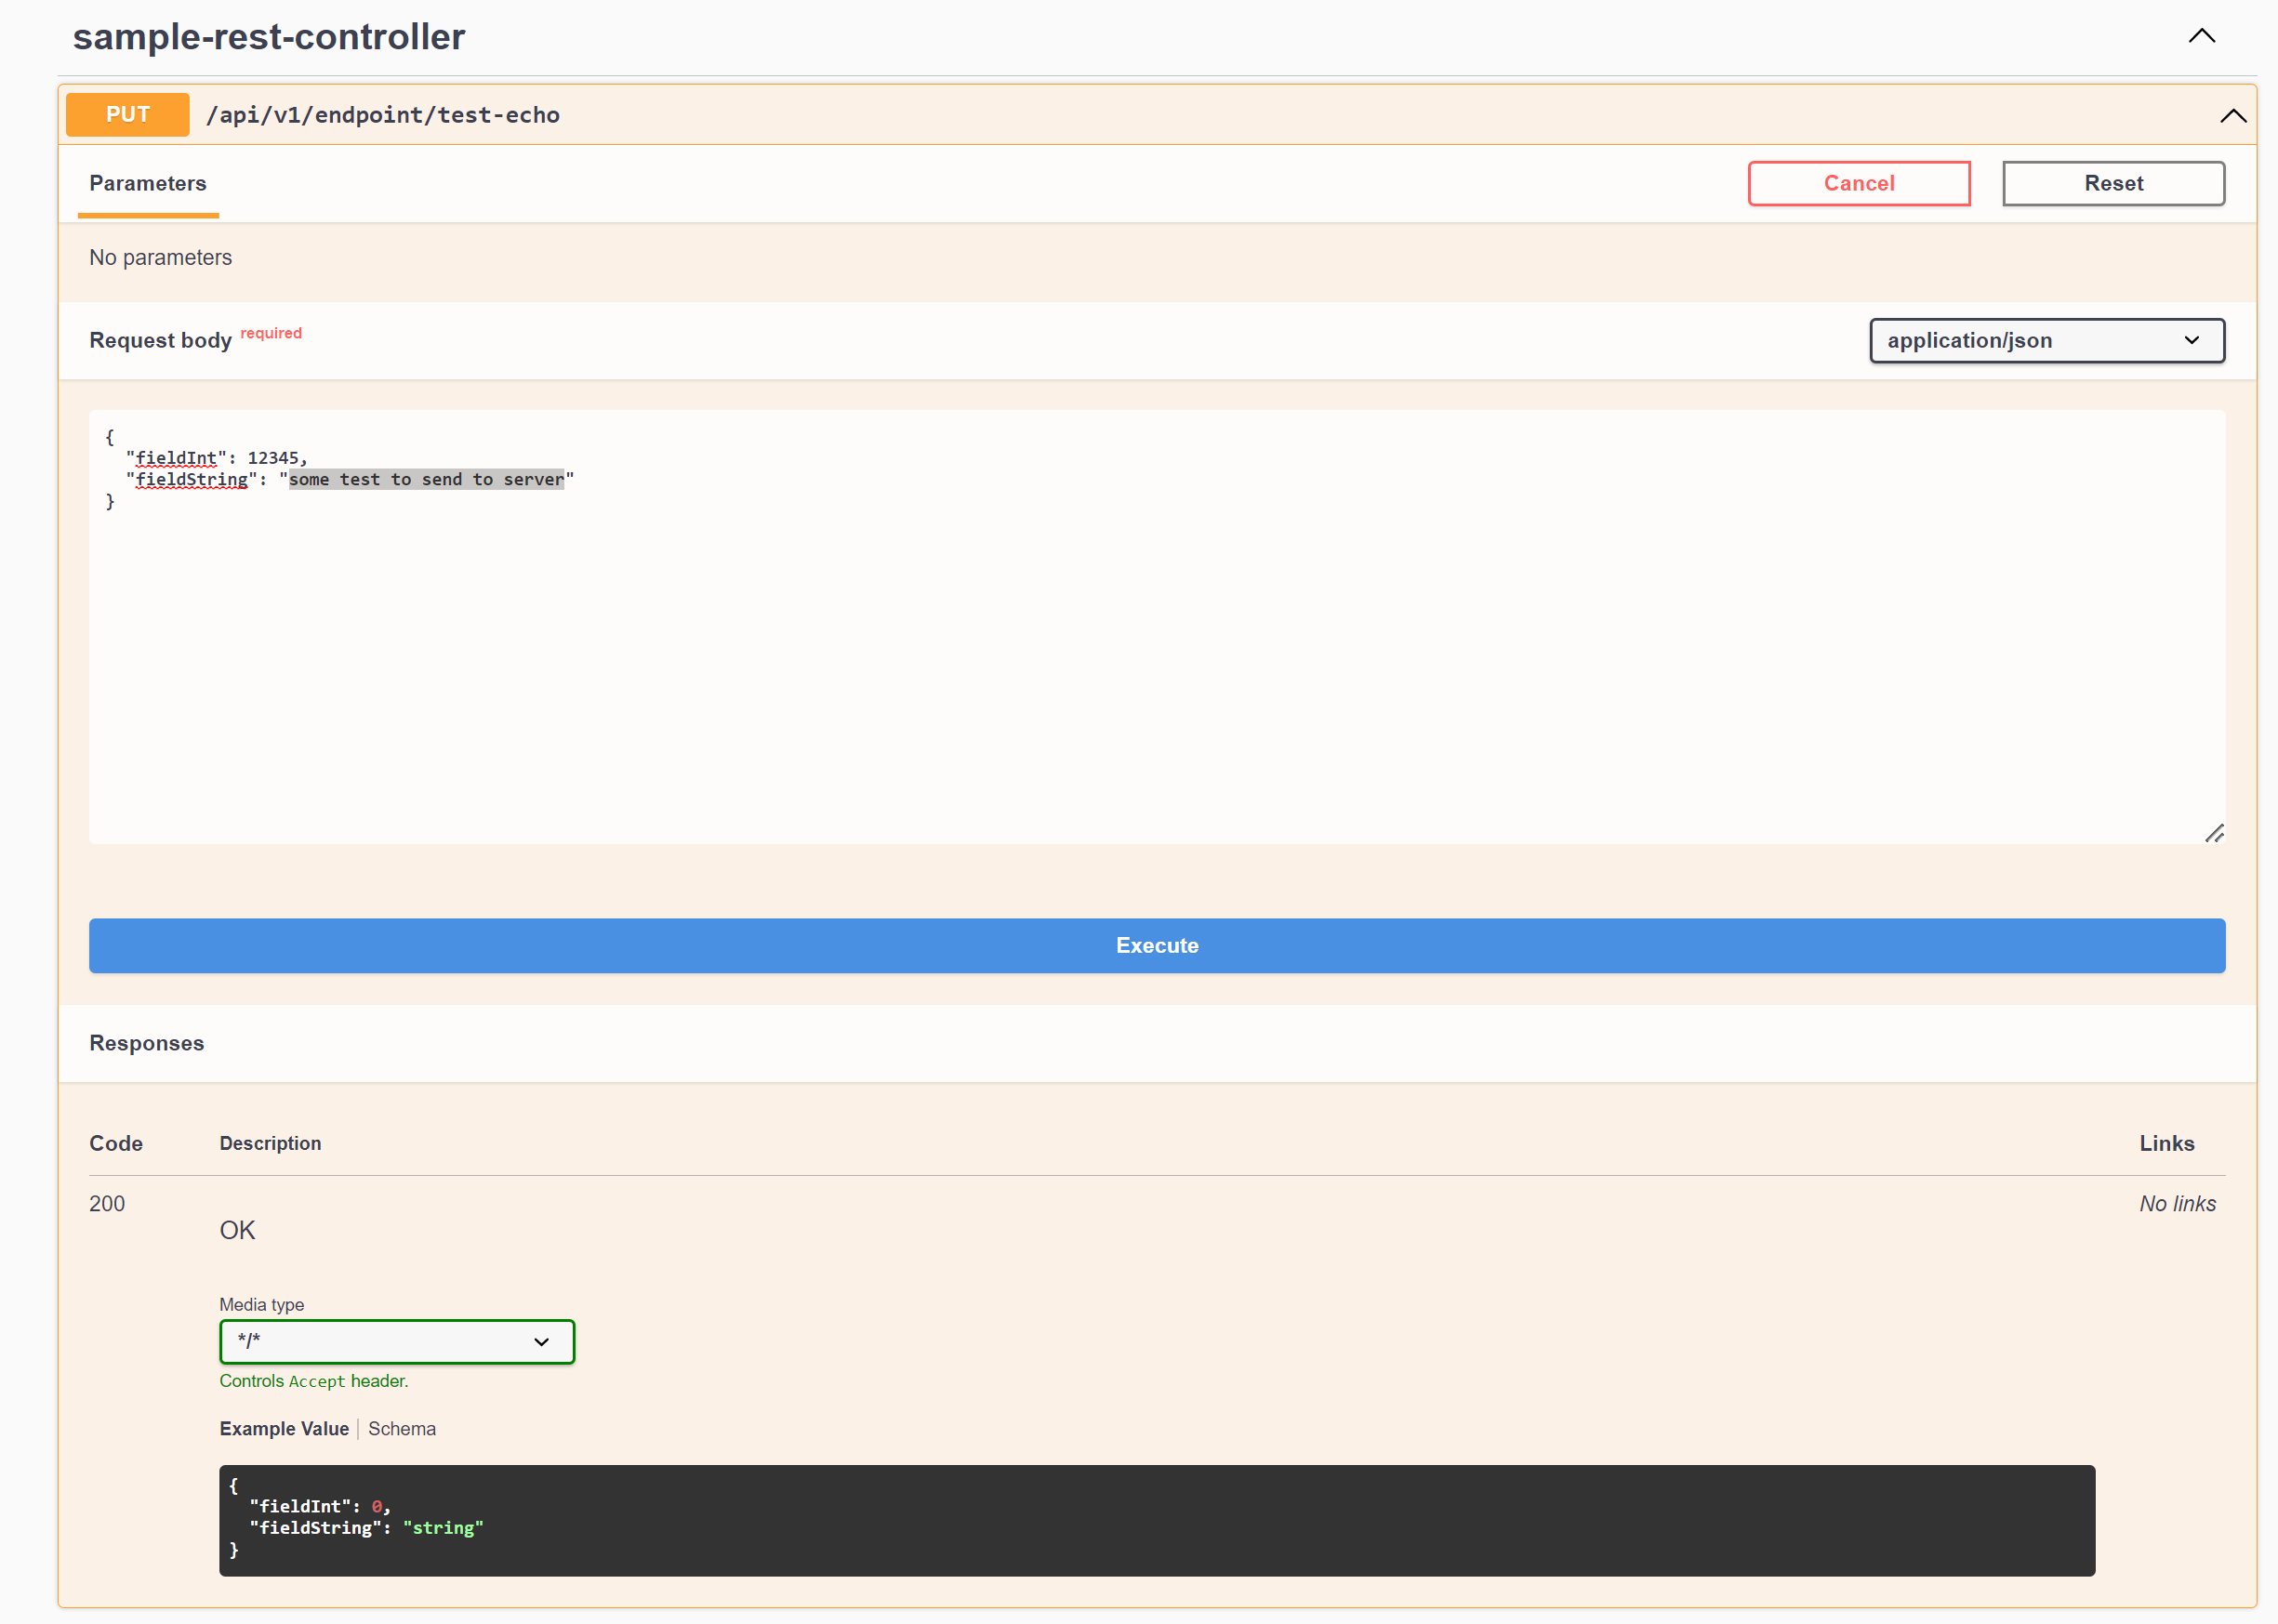 sample-rest-controller
PUT /api/v1/endpoint/test-echo
Parameters Cancel Reset
No parameters
Request body required application/json
{
  "fieldInt": 12345,
  "fieldString": "some test to send to server"
}
Execute
Responses
Code Description Links
200 No links
OK
Media type
*/*
Controls Accept header.
Example Value Schema
{
  "fieldInt": 0,
  "fieldString": "string"
}